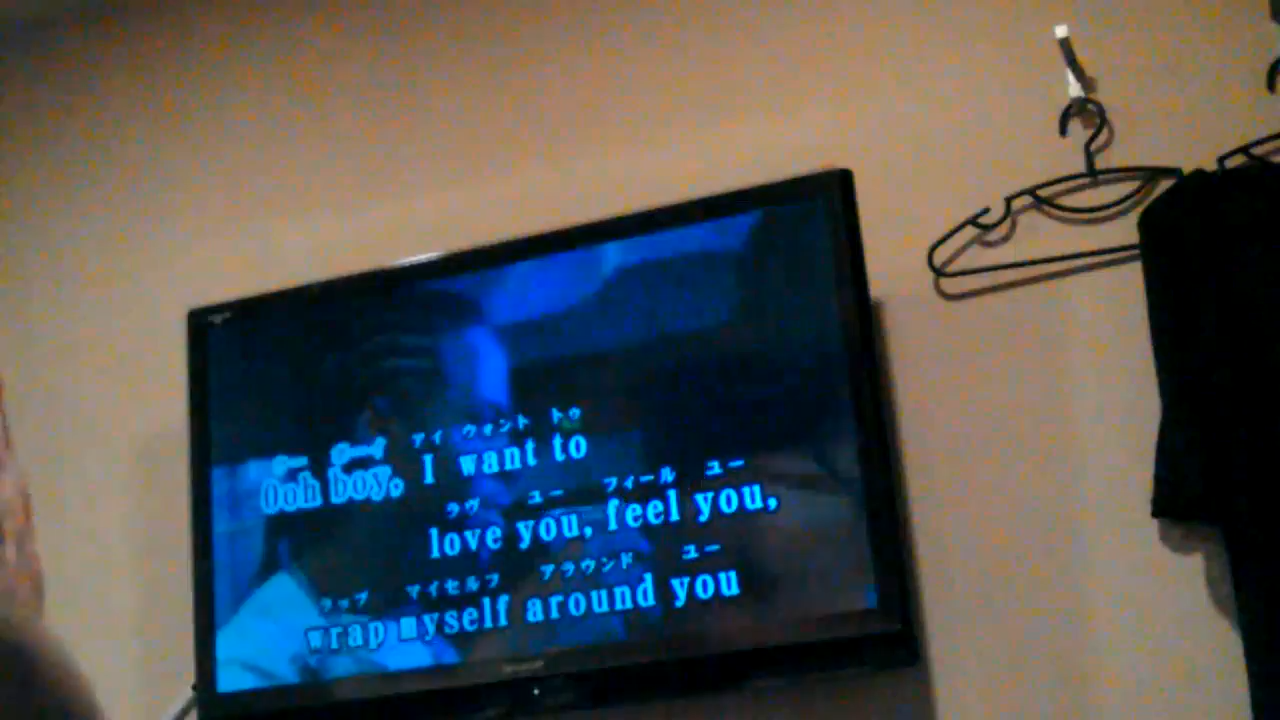 アイ ウォント トゥ
Ooh boy, I want to
ラヴ ユー フィール ユー
love you, feel you,
ラップ マイセルフ アラウンド ユー
wrap myself around you